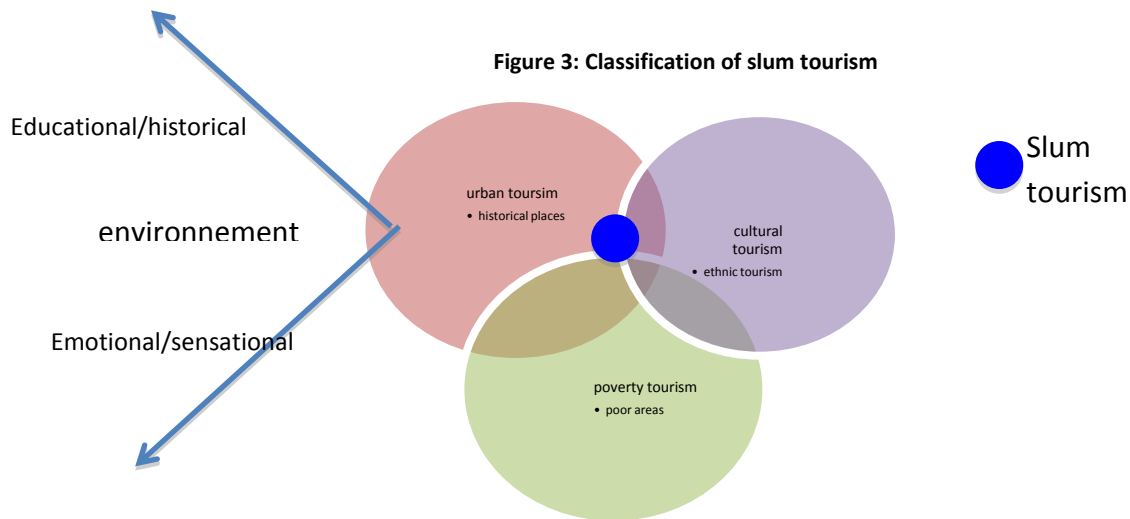 Figure 3: Classification of slum tourism
Educational/historical
environnement
Emotional/sensational
urban toursim
• historical places
cultural
tourism
• ethnic tourism
poverty tourism
• poor areas
Slum
tourism